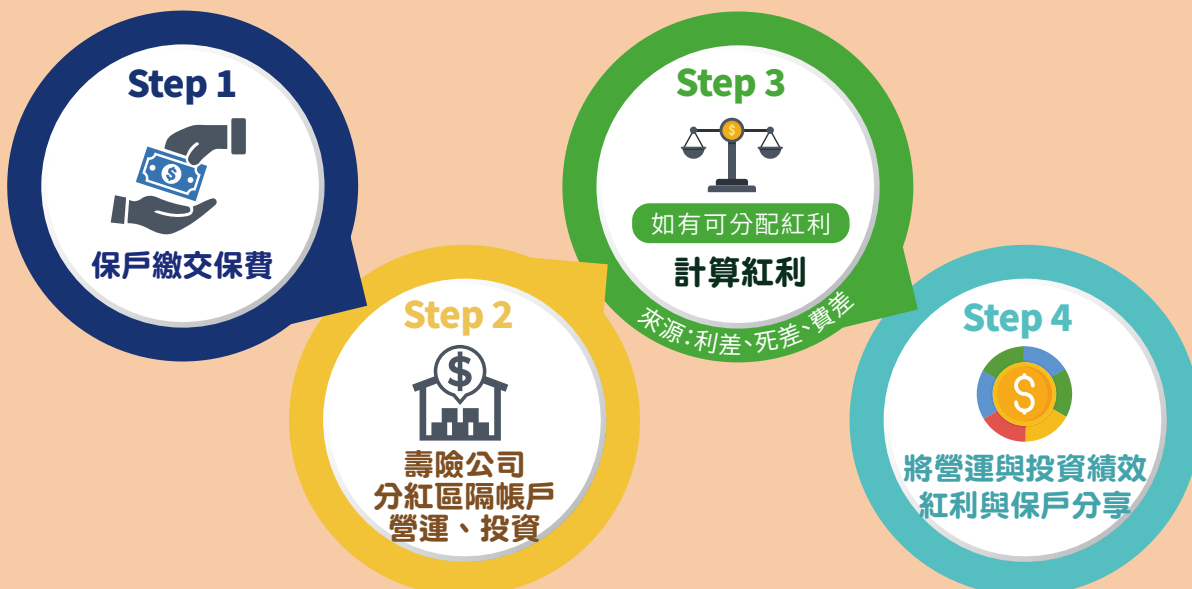 Step 1
保戶繳交保費
Step 2
壽險公司
分紅區隔帳戶
營運、投資
Step 3
如有可分配紅利
計算紅利
來源:利差、死差、費差
Step 4
將營運與投資績效
紅利與保戶分享